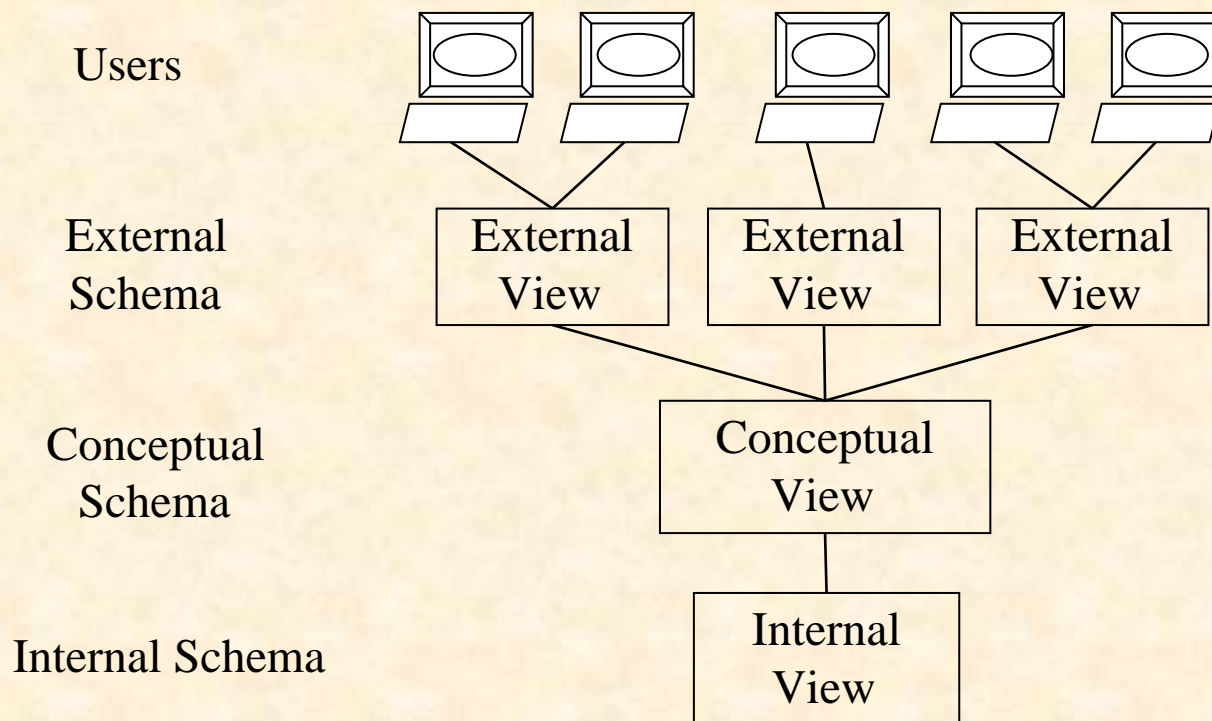 Users
External
Schema
External
View
External
View
External
View
Conceptual
Schema
Conceptual
View
Internal Schema
Internal
View